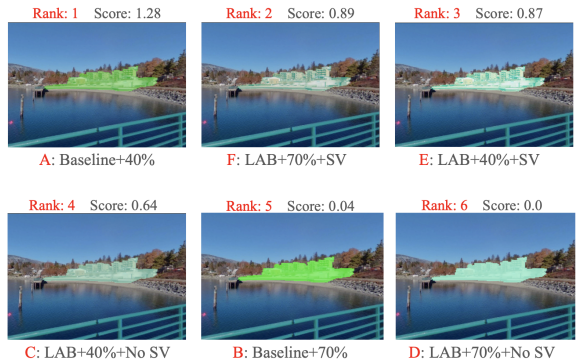 Rank: 1 Score: 1.28
Rank: 2 Score: 0.89
Rank: 3 Score: 0.87
A: Baseline+40%
F: LAB+70%+SV
E: LAB+40%+SV
Rank: 4 Score: 0.64
Rank: 5 Score: 0.04
Rank: 6 Score: 0.0
C: LAB+40%+No SV
B: Baseline+70%
D: LAB+70%+No SV